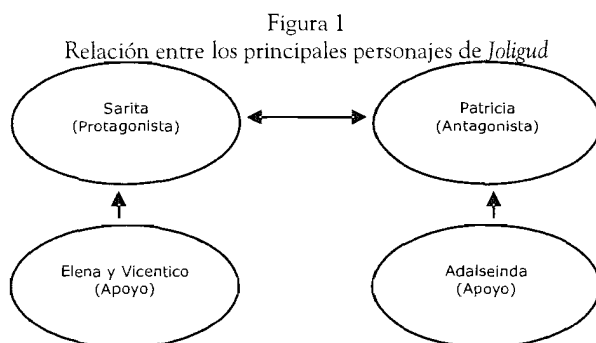 Figura 1
Relación entre los principales personajes de Joligud
Sarita
(Protagonista)
Patricia
(Antagonista)
Elena y Vicentico
(Apoyo)
Adalseinda
(Apoyo)